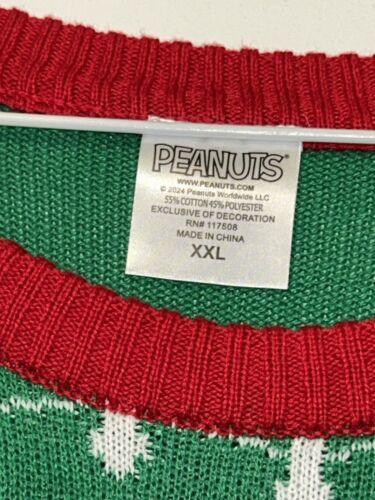 PEANUTS®
WWW.PEANUTS.COM
© 2024 Peanuts Worldwide LLC
55% COTTON 45% POLYESTER
EXCLUSIVE OF DECORATION
RN# 117508
MADE IN CHINA
XXL